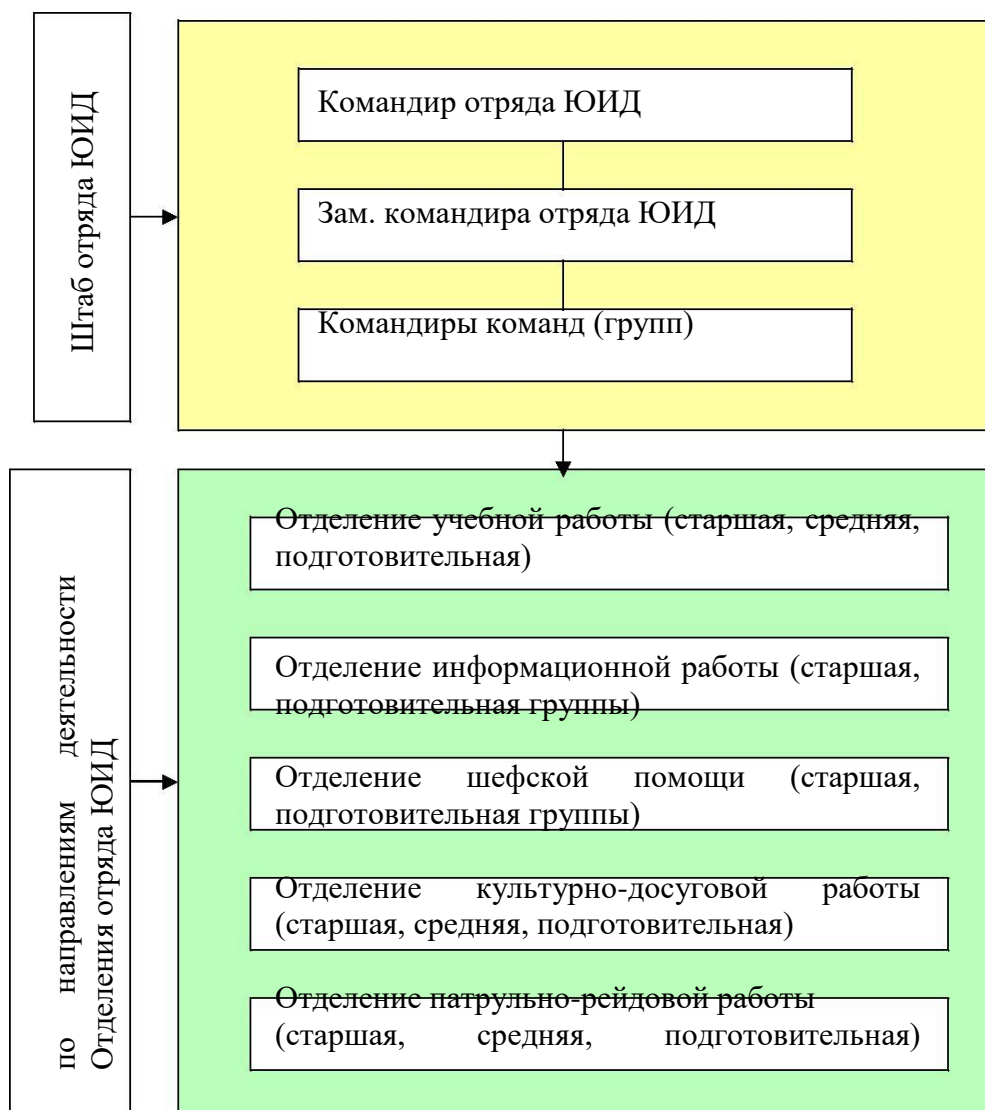 Штаб отряда ЮИД
Командир отряда ЮИД
Зам. командира отряда ЮИД
Командиры команд (групп)
по направлениям деятельности
Отделения отряда ЮИД
Отделение учебной работы (старшая, средняя,
подготовительная)
Отделение информационной работы (старшая,
подготовительная группы)
Отделение шефской помощи (старшая,
подготовительная группы)
Отделение культурно-досуговой работы
(старшая, средняя, подготовительная)
Отделение патрульно-рейдовой работы
(старшая, средняя, подготовительная)